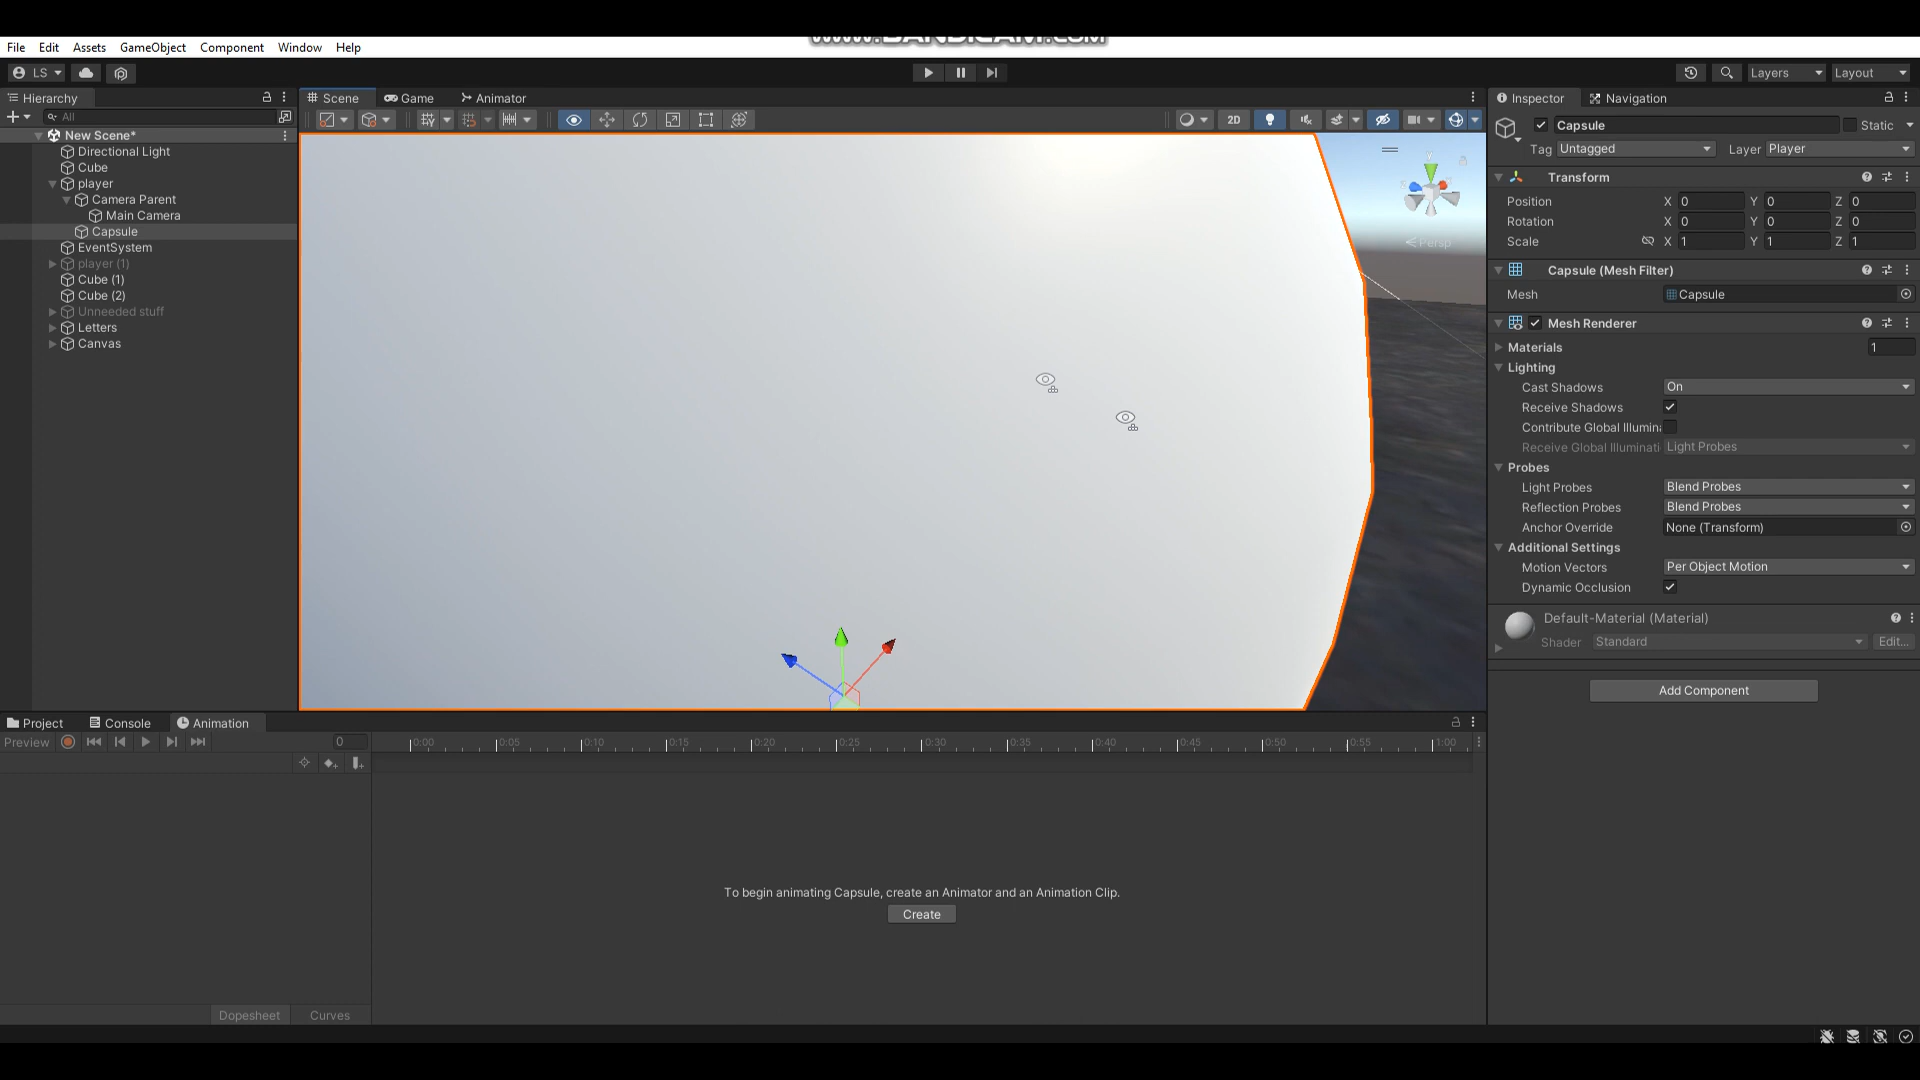 www.BANDICAM.com
File Edit Assets GameObject Component Window Help
LS Layers Layout
Hierarchy Scene Game Animator Inspector Navigation
All 2D
New Scene*
Directional Light
Cube
player
Camera Parent
Main Camera
Capsule
EventSystem
player (1)
Cube (1)
Cube (2)
Unneeded stuff
Letters
Canvas
y
Persp
Capsule Static
Tag Untagged Layer Player
Transform
Position X 0 Y 0 Z 0
Rotation X 0 Y 0 Z 0
Scale X 1 Y 1 Z 1
Capsule (Mesh Filter)
Mesh Capsule
Mesh Renderer
Materials 1
Lighting
Cast Shadows On
Receive Shadows
Contribute Global Illumin
Receive Global Illuminati Light Probes
Probes
Light Probes Blend Probes
Reflection Probes Blend Probes
Anchor Override None (Transform)
Additional Settings
Motion Vectors Per Object Motion
Dynamic Occlusion
Default-Material (Material)
Shader Standard Edit...
Add Component
Project Console Animation
Preview 0 0:00 0:05 0:10 0:15 0:20 0:25 0:30 0:35 0:40 0:45 0:50 0:55 1:00
To begin animating Capsule, create an Animator and an Animation Clip.
Create
Dopesheet Curves